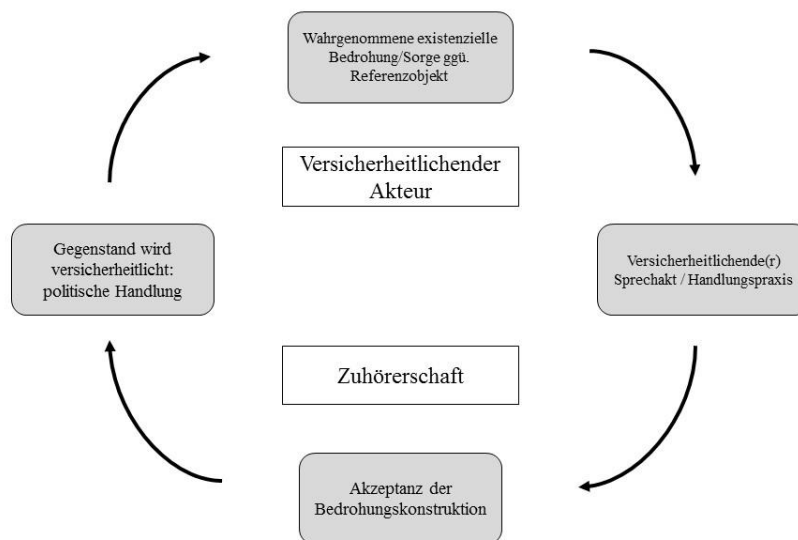 Wahrgenommene existenzielle
Bedrohung/Sorge ggü.
Referenzobjekt
Versicherheitlichender
Akteur
Gegenstand wird
versicherheitlicht:
politische Handlung
Versicherheitlichende(r)
Sprechakt / Handlungspraxis
Zuhörerschaft
Akzeptanz der
Bedrohungskonstruktion